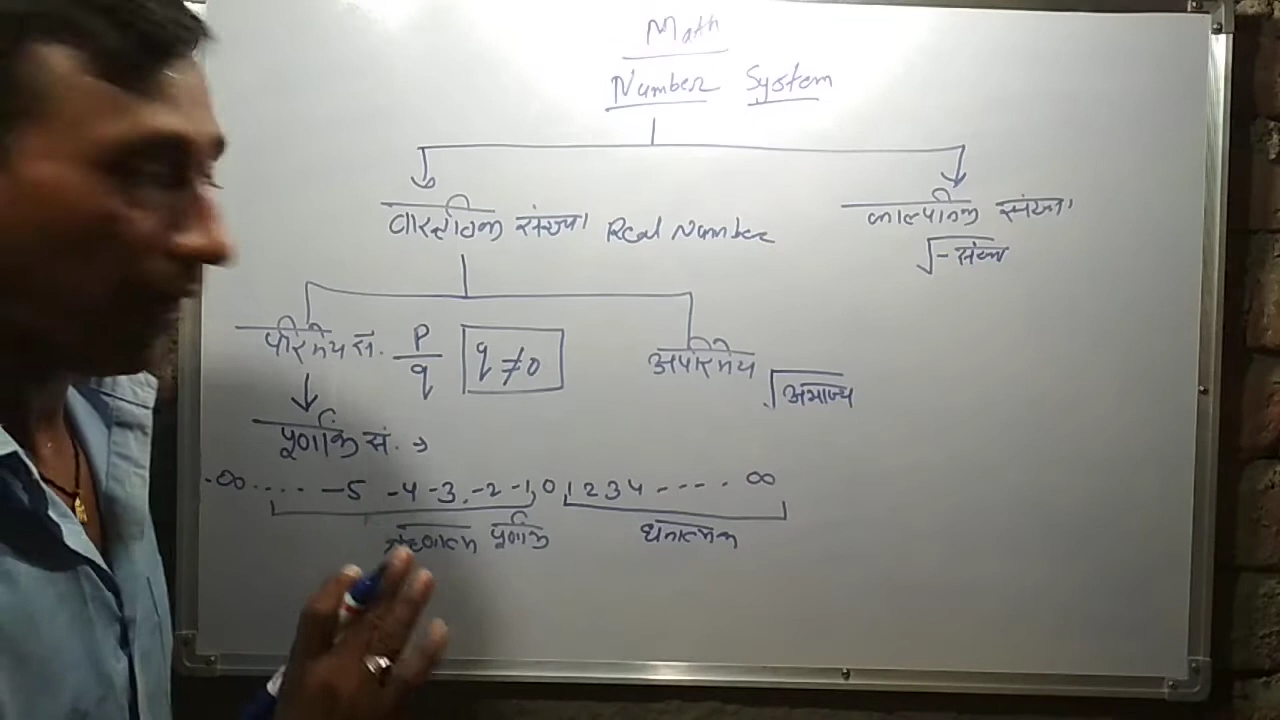 Math
Number System
वास्तविक संख्या Real Number
काल्पनिक संख्या
√-संख्या
परिमेय सं. P/q q ≠ 0
अपरिमेय √अभाज्य
पूर्णांक सं. →
-∞ .... -5 -4 -3, -2 -1, 0 1 2 3 4 ---- . ∞
ऋणात्मक पूर्णांक
धनात्मक